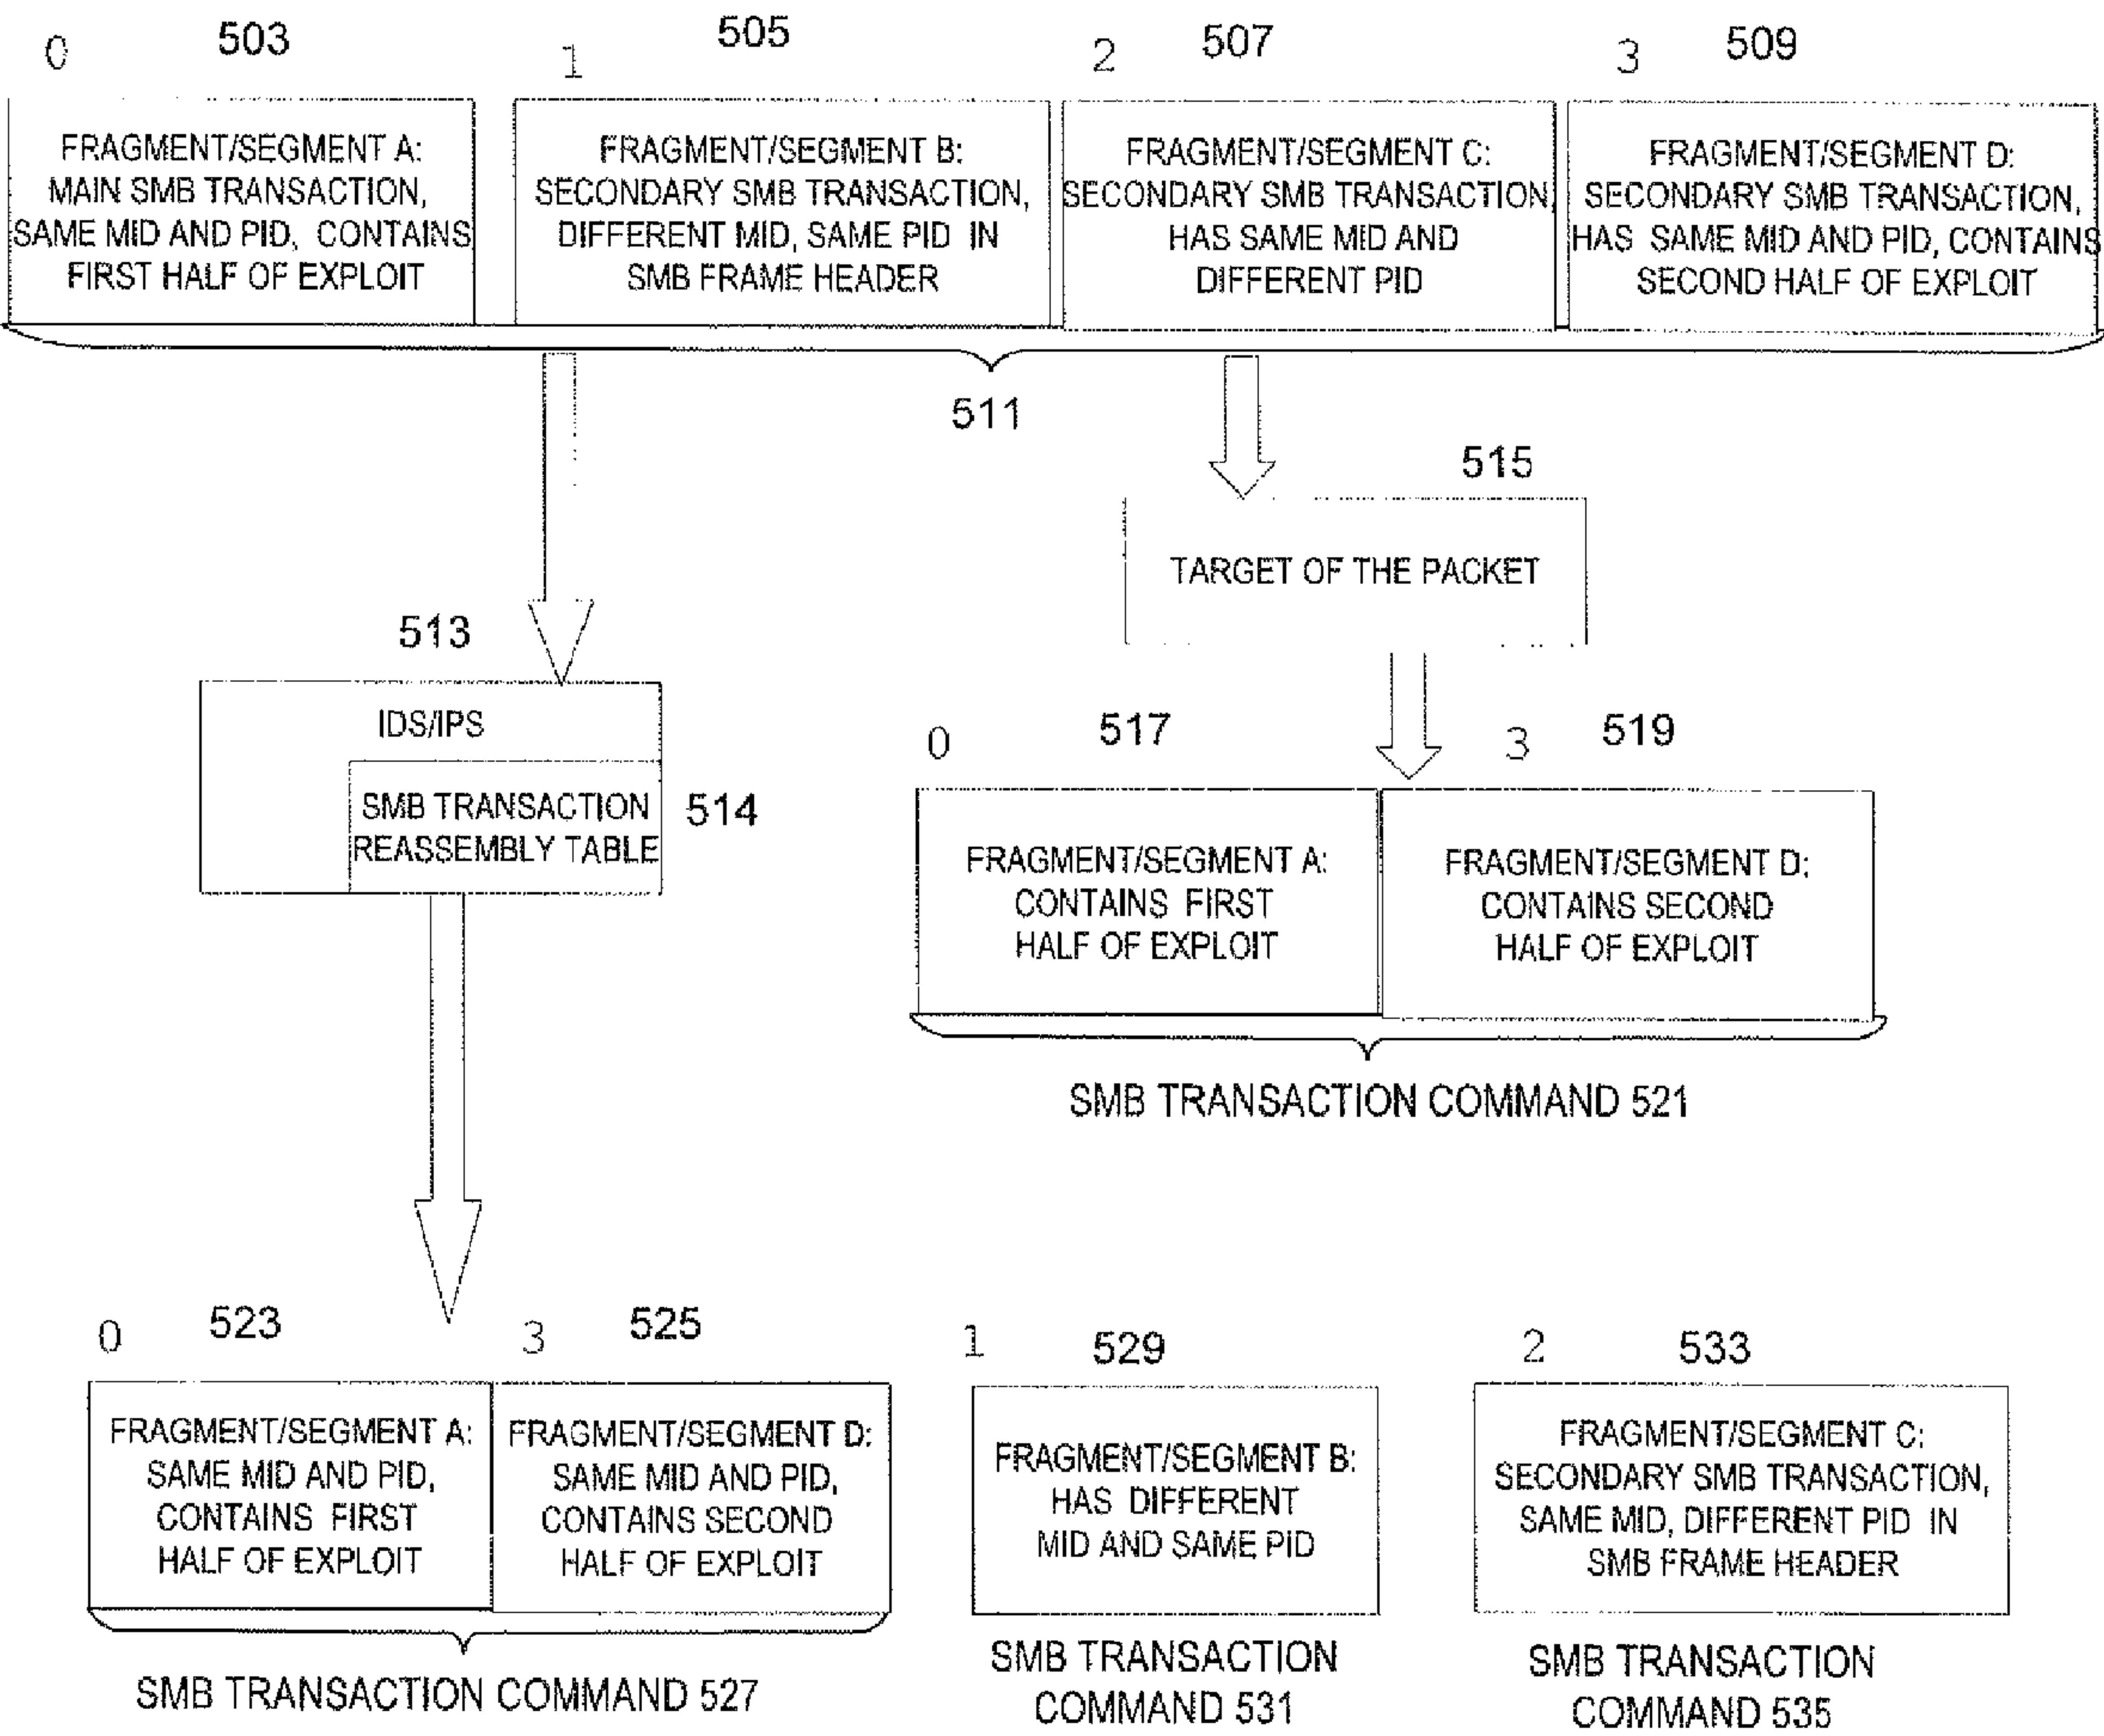 0 503 1 505 2 507 3 509
FRAGMENT/SEGMENT A:
MAIN SMB TRANSACTION,
SAME MID AND PID, CONTAINS
FIRST HALF OF EXPLOIT
FRAGMENT/SEGMENT B:
SECONDARY SMB TRANSACTION,
DIFFERENT MID, SAME PID IN
SMB FRAME HEADER
FRAGMENT/SEGMENT C:
SECONDARY SMB TRANSACTION,
HAS SAME MID AND
DIFFERENT PID
FRAGMENT/SEGMENT D:
SECONDARY SMB TRANSACTION,
HAS SAME MID AND PID, CONTAINS
SECOND HALF OF EXPLOIT
511
515
TARGET OF THE PACKET
513
IDS/IPS
SMB TRANSACTION
REASSEMBLY TABLE
514
0 517 3 519
FRAGMENT/SEGMENT A:
CONTAINS FIRST
HALF OF EXPLOIT
FRAGMENT/SEGMENT D:
CONTAINS SECOND
HALF OF EXPLOIT
SMB TRANSACTION COMMAND 521
0 523 3 525 1 529 2 533
FRAGMENT/SEGMENT A:
SAME MID AND PID,
CONTAINS FIRST
HALF OF EXPLOIT
FRAGMENT/SEGMENT D:
SAME MID AND PID,
CONTAINS SECOND
HALF OF EXPLOIT
SMB TRANSACTION COMMAND 527
FRAGMENT/SEGMENT B:
HAS DIFFERENT
MID AND SAME PID
SMB TRANSACTION
COMMAND 531
FRAGMENT/SEGMENT C:
SECONDARY SMB TRANSACTION,
SAME MID, DIFFERENT PID IN
SMB FRAME HEADER
SMB TRANSACTION
COMMAND 535